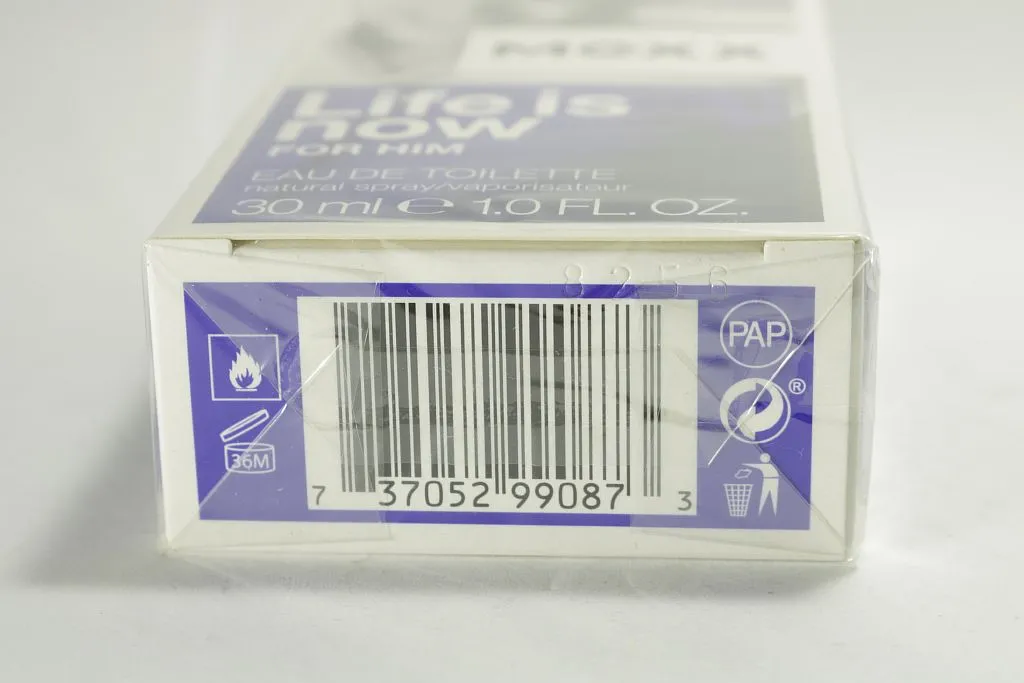 MEXX
Life is
now
FOR HIM
EAU DE TOILETTE
natural spray/vaporisateur
30 ml ℮ 1.0 FL. OZ.
8256
PAP
®
36M
7 37052 99087 3